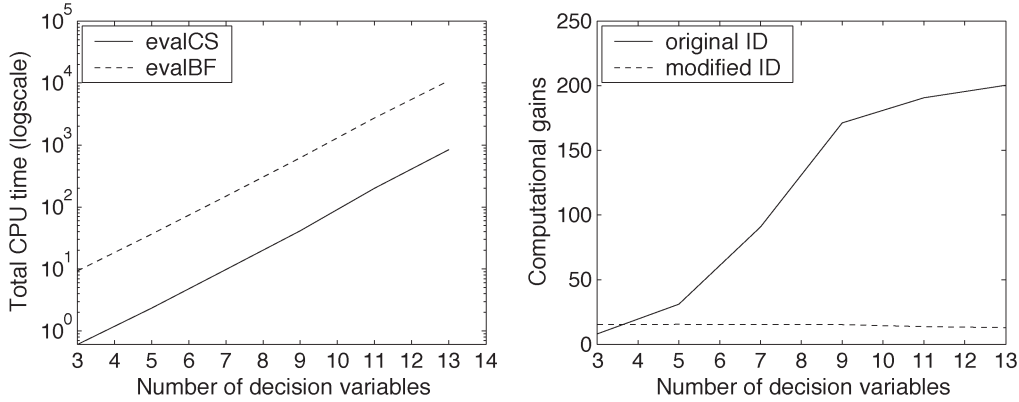 10^5
10^4
10^3
10^2
10^1
10^0
Total CPU time (logscale)
evalCS
evalBF
3 4 5 6 7 8 9 10 11 12 13 14
Number of decision variables
250
200
150
100
50
0
Computational gains
original ID
modified ID
3 4 5 6 7 8 9 10 11 12 13
Number of decision variables